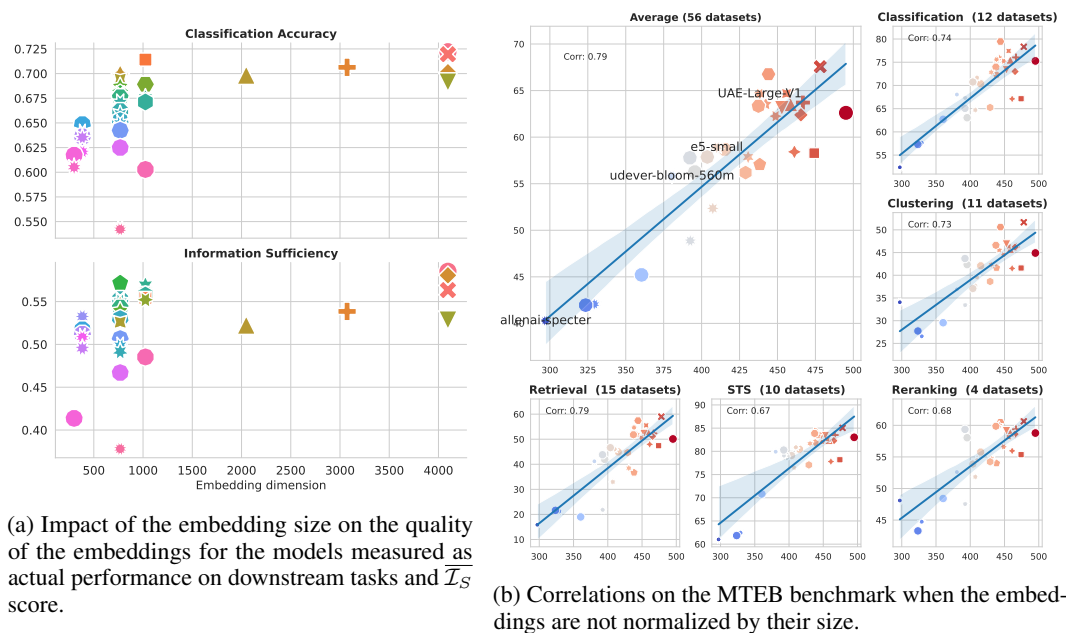 Classification Accuracy
0.725
0.700
0.675
0.650
0.625
0.600
0.575
0.550
Information Sufficiency
0.55
0.50
0.45
0.40
500 1000 1500 2000 2500 3000 3500 4000
Embedding dimension
(a) Impact of the embedding size on the quality
of the embeddings for the models measured as
actual performance on downstream tasks and $\overline{\mathcal{I}_S}$
score.
Average (56 datasets)
Corr: 0.79
70
65
60
55
50
45
40
UAE-Large-V1
e5-small
udever-bloom-560m
allenai-specter
300 325 350 375 400 425 450 475 500
Classification (12 datasets)
Corr: 0.74
80
75
70
65
60
55
300 350 400 450 500
Clustering (11 datasets)
Corr: 0.73
50
45
40
35
30
25
300 350 400 450 500
Retrieval (15 datasets)
Corr: 0.79
60
50
40
30
20
10
300 350 400 450 500
STS (10 datasets)
Corr: 0.67
90
85
80
75
70
65
60
300 350 400 450 500
Reranking (4 datasets)
Corr: 0.68
60
55
50
45
300 350 400 450 500
(b) Correlations on the MTEB benchmark when the embed-
dings are not normalized by their size.